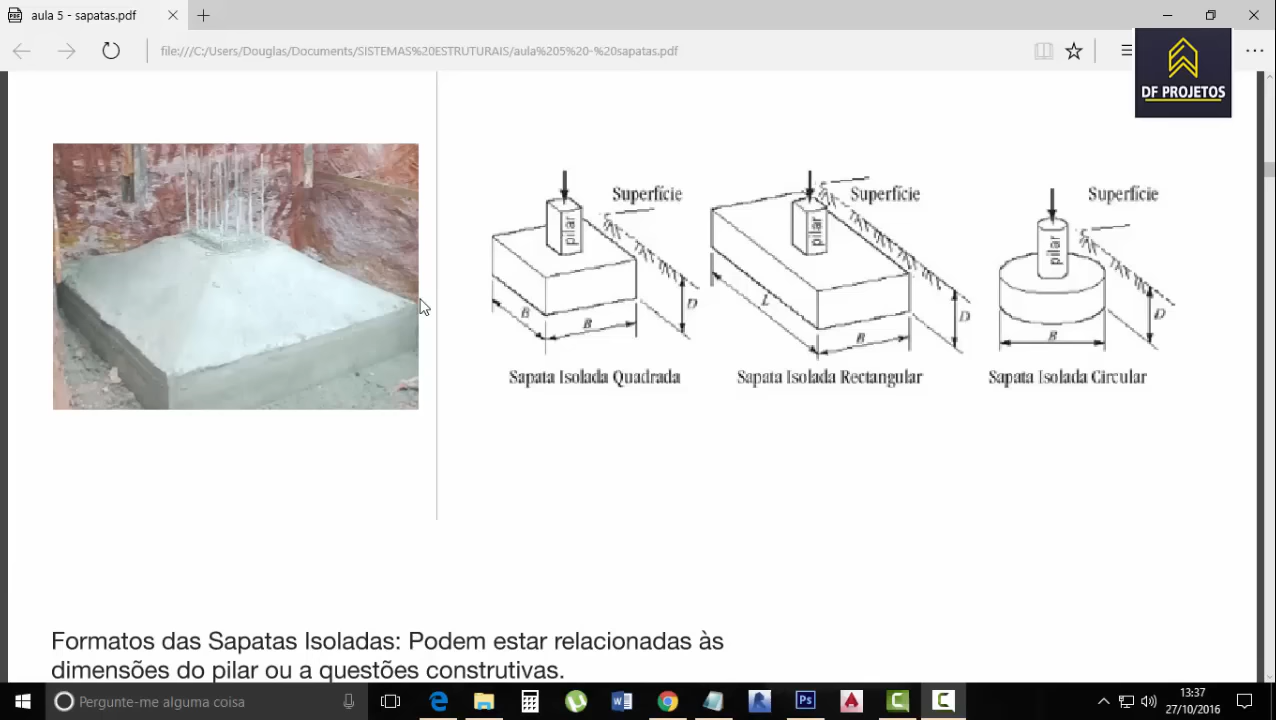 aula 5 - sapatas.pdf
file:///C:/Users/Douglas/Documents/SISTEMAS%20ESTRUTURAIS/aula%205%20-%20sapatas.pdf
DF PROJETOS
Superfície
pilar
D
B
B
Sapata Isolada Quadrada
Superfície
pilar
L
D
B
Sapata Isolada Rectangular
Superfície
pilar
D
B
Sapata Isolada Circular
Formatos das Sapatas Isoladas: Podem estar relacionadas às
dimensões do pilar ou a questões construtivas.
Pergunte-me alguma coisa
13:37
27/10/2016